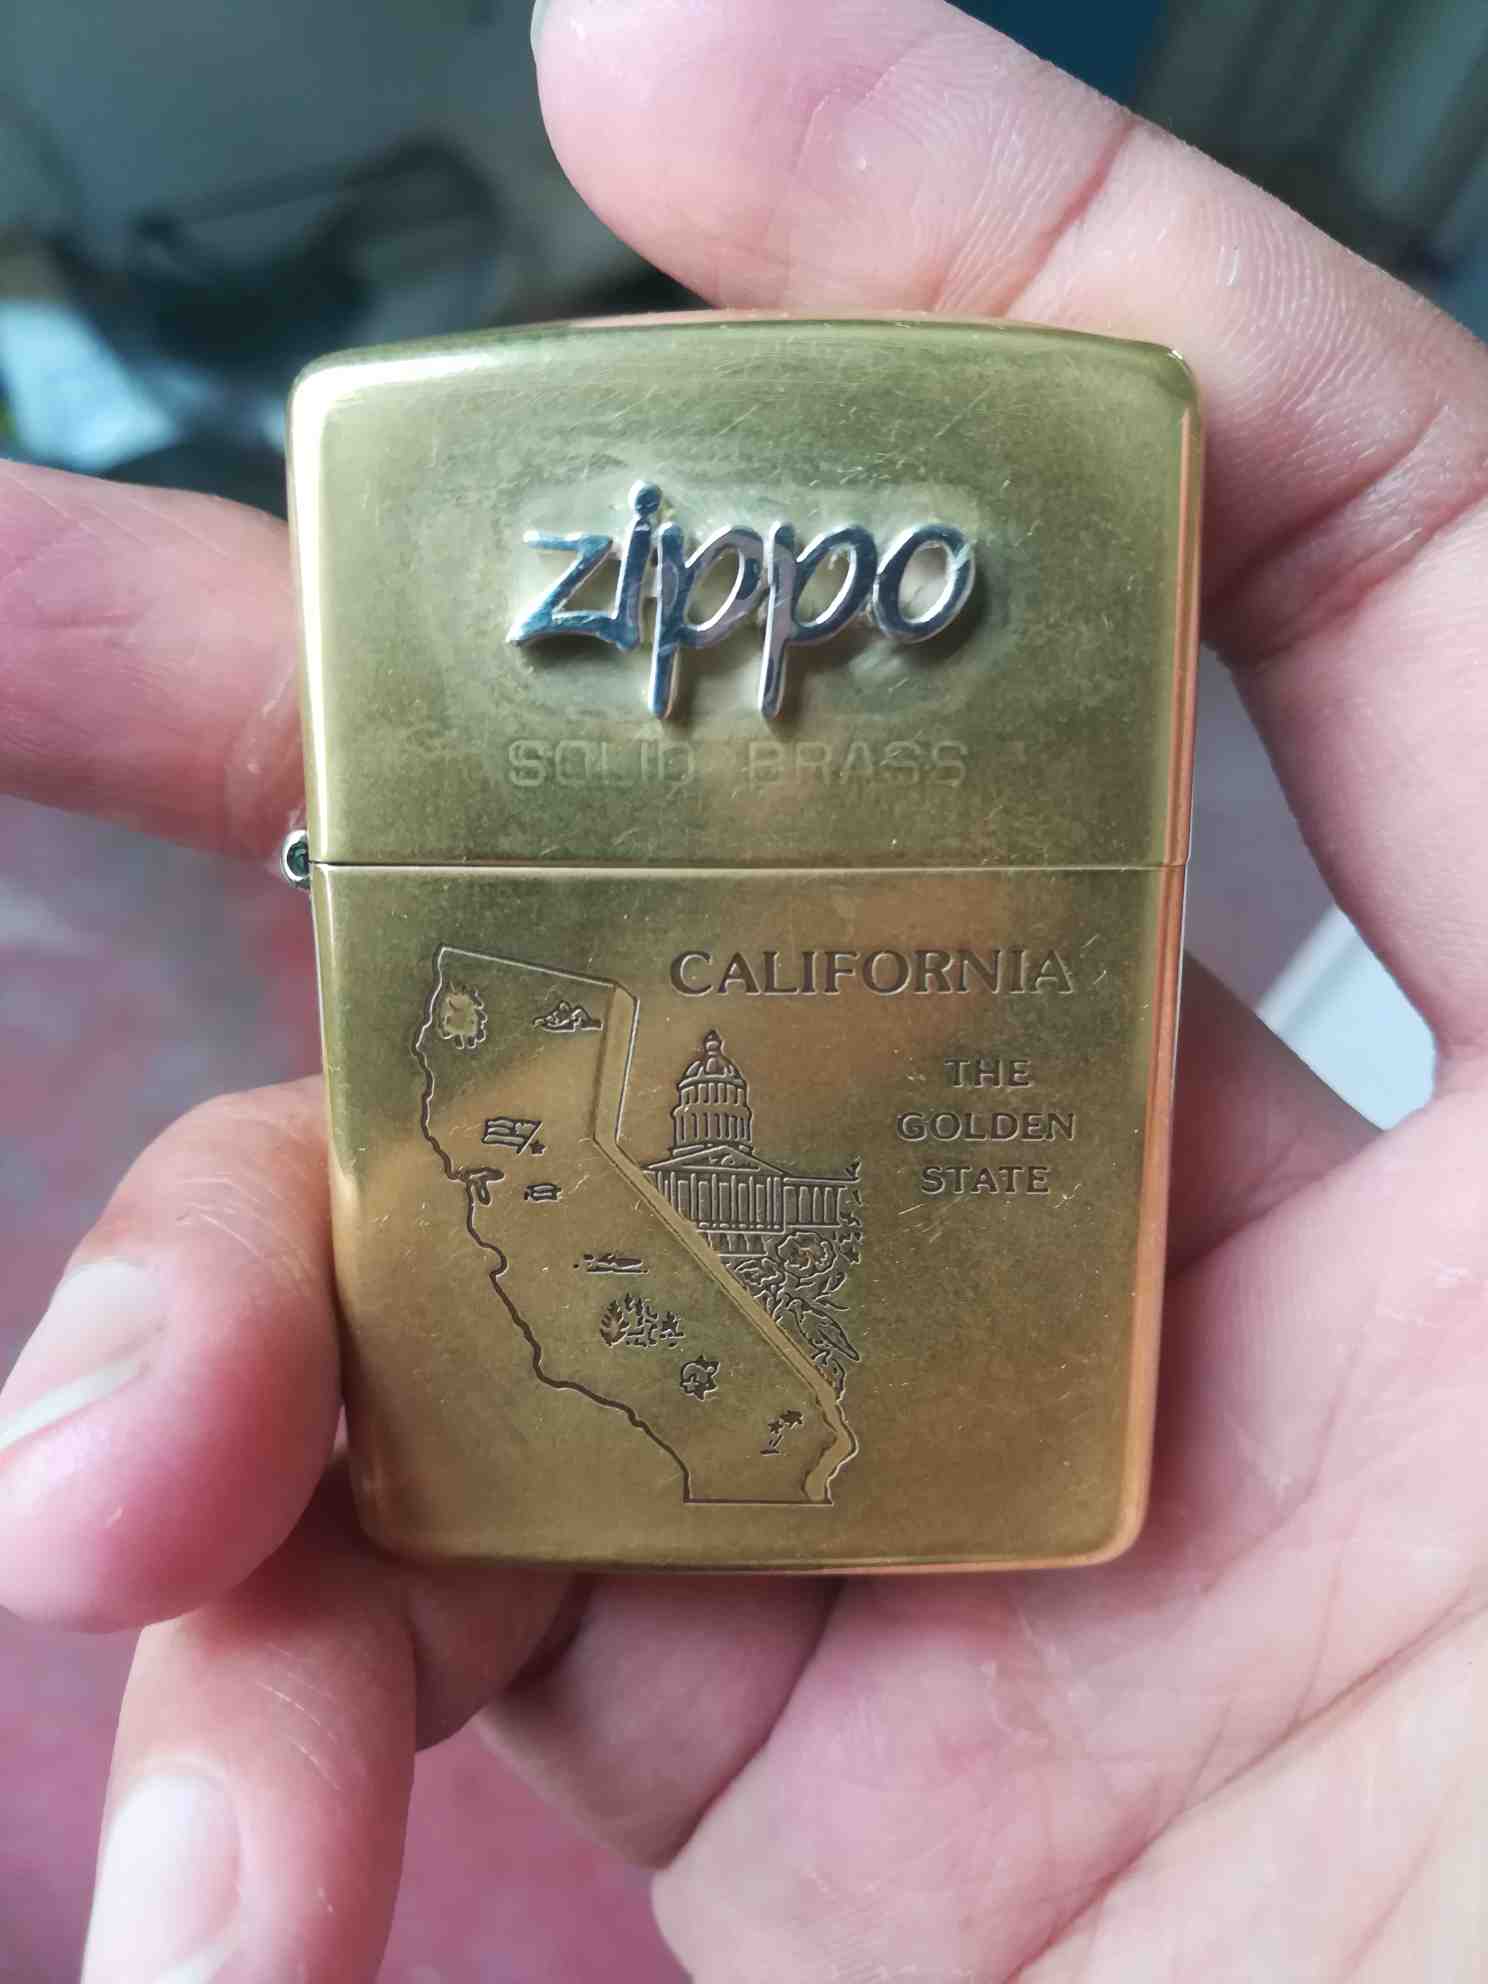 zippo
SOLID BRASS
CALIFORNIA
THE
GOLDEN
STATE